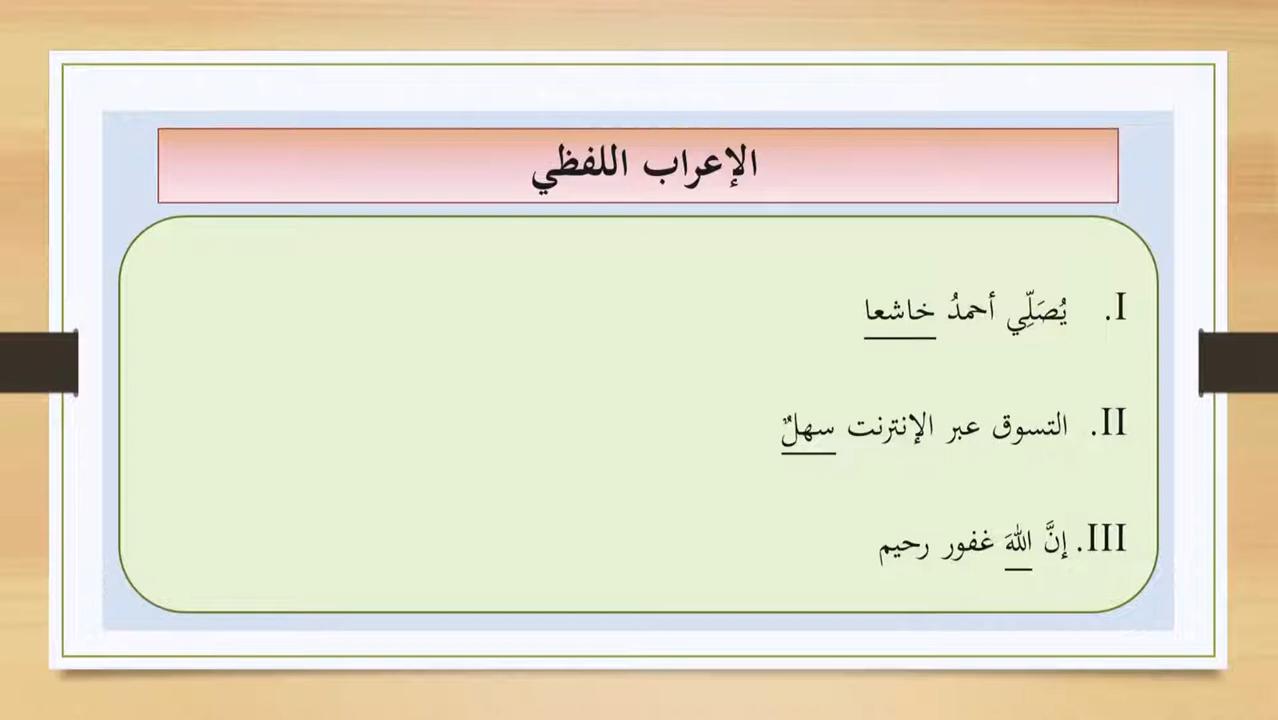 الإعراب اللفظي
I. يُصَلِّي أحمدُ خاشعا
II. التسوق عبر الإنترنت سهلٌ
III. إنَّ اللهَ غفور رحيم